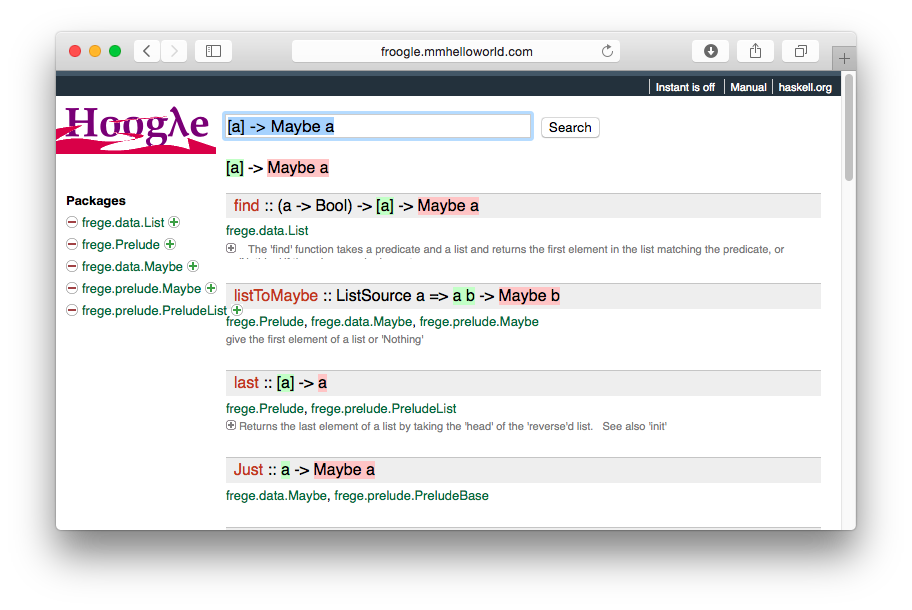 froogle.mmhelloworld.com
Instant is off Manual haskell.org
Hoogλe
[a] -> Maybe a
Search
[a] -> Maybe a
Packages
frege.data.List
frege.Prelude
frege.data.Maybe
frege.prelude.Maybe
frege.prelude.PreludeList
find :: (a -> Bool) -> [a] -> Maybe a
frege.data.List
The 'find' function takes a predicate and a list and returns the first element in the list matching the predicate, or
listToMaybe :: ListSource a => a b -> Maybe b
frege.Prelude, frege.data.Maybe, frege.prelude.Maybe
give the first element of a list or 'Nothing'
last :: [a] -> a
frege.Prelude, frege.prelude.PreludeList
Returns the last element of a list by taking the 'head' of the 'reverse'd list. See also 'init'
Just :: a -> Maybe a
frege.data.Maybe, frege.prelude.PreludeBase